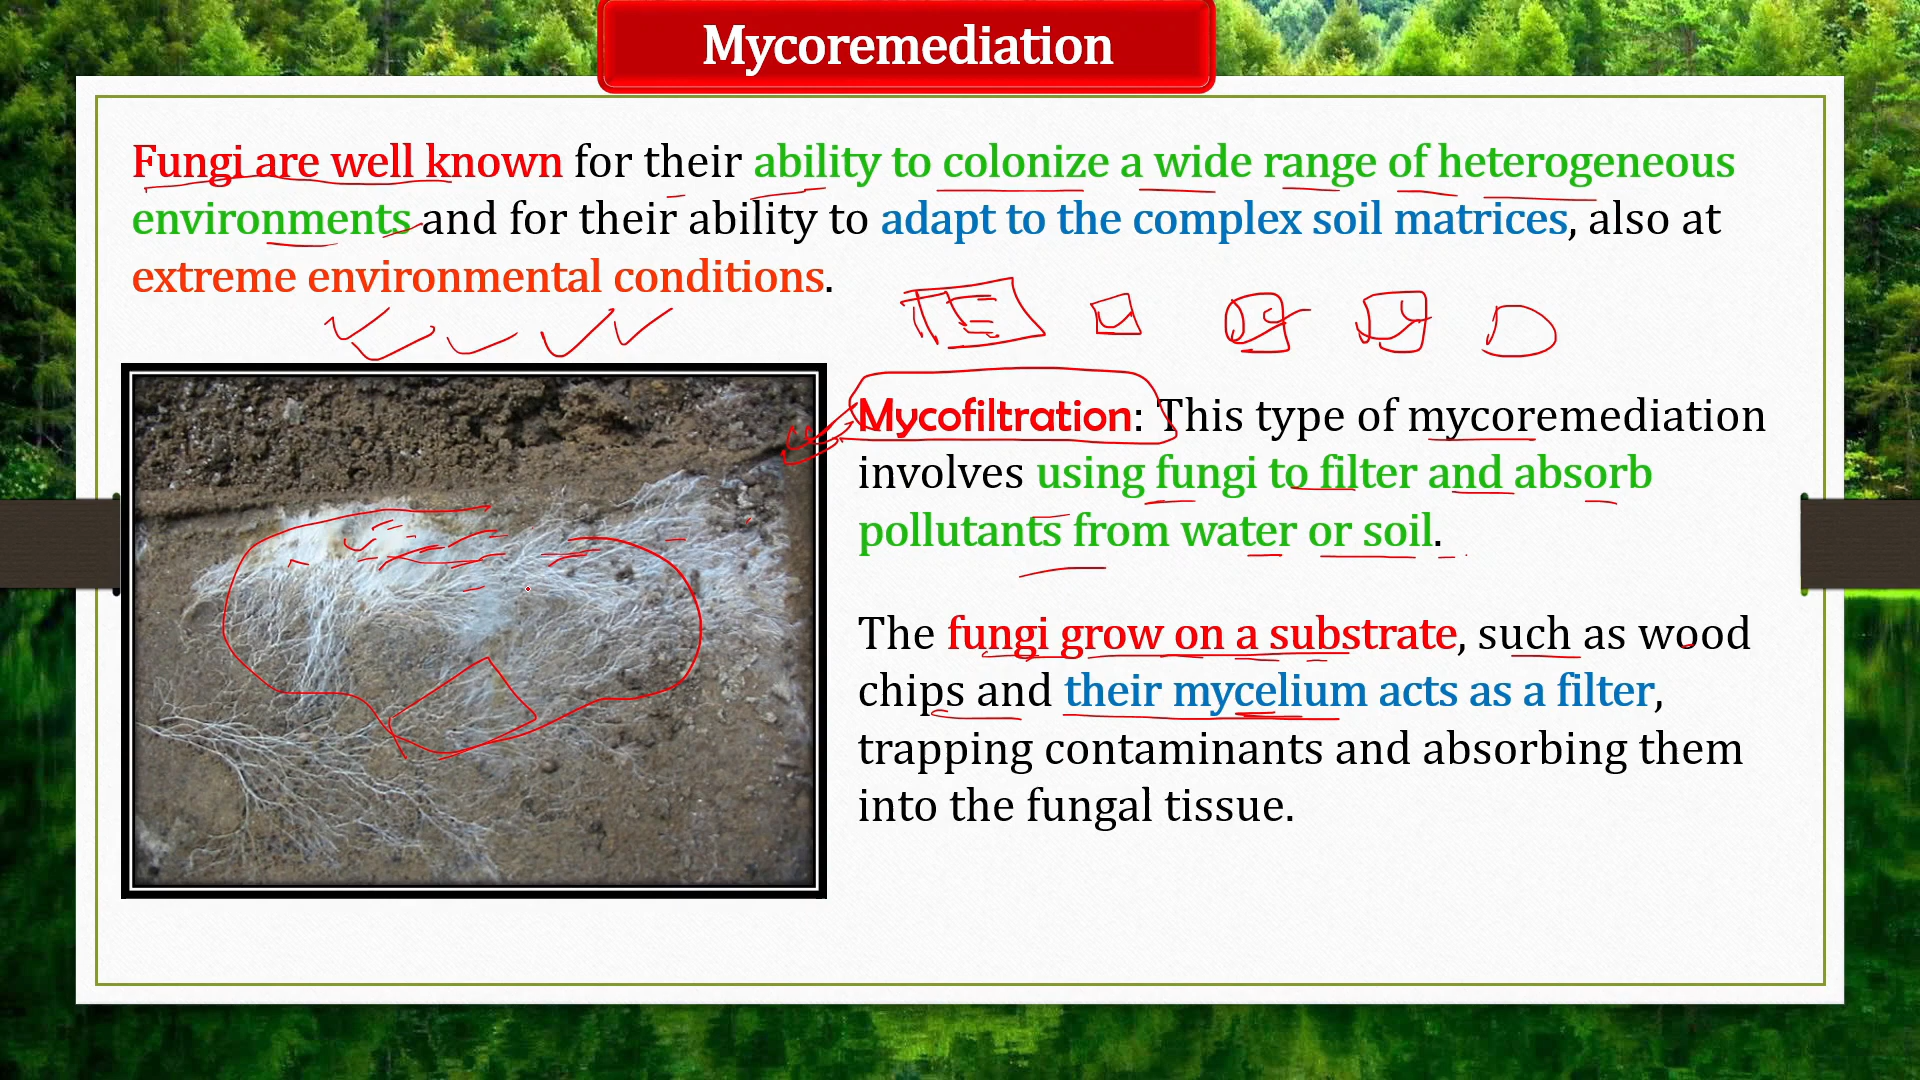 Mycoremediation
Fungi are well known for their ability to colonize a wide range of heterogeneous
environments and for their ability to adapt to the complex soil matrices, also at
extreme environmental conditions.
Mycofiltration: This type of mycoremediation
involves using fungi to filter and absorb
pollutants from water or soil.
The fungi grow on a substrate, such as wood
chips and their mycelium acts as a filter,
trapping contaminants and absorbing them
into the fungal tissue.